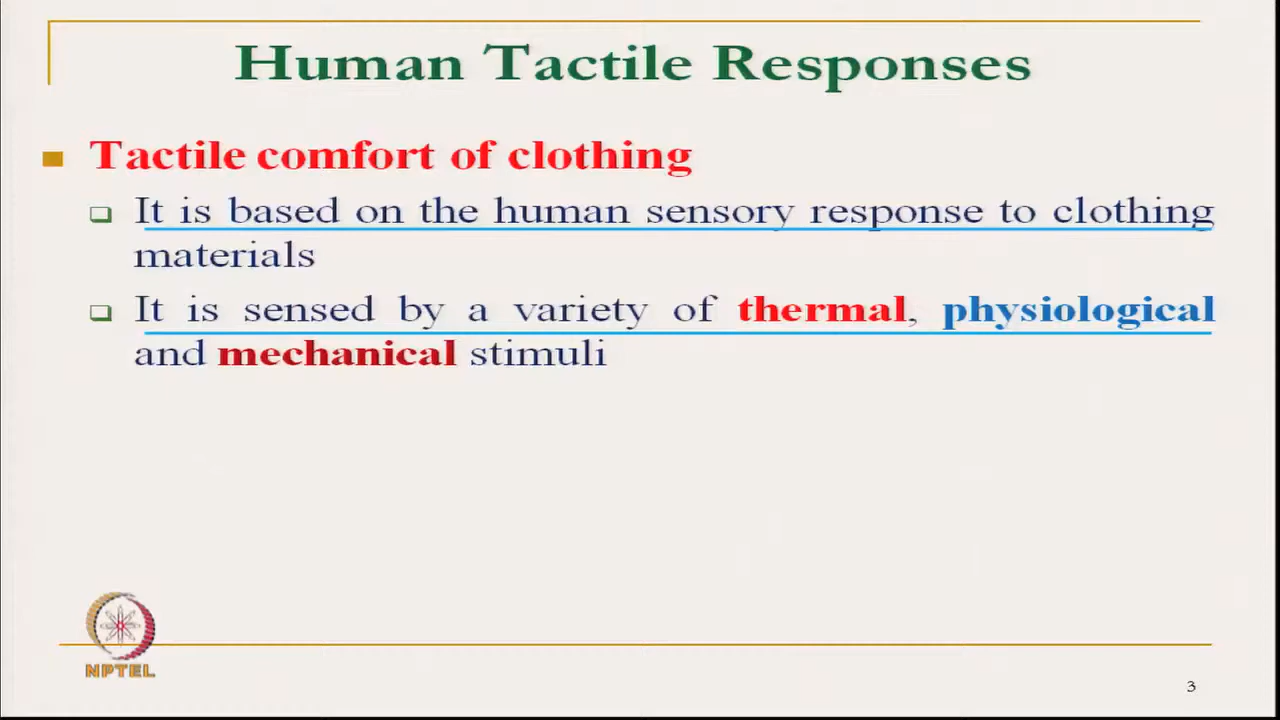 Human Tactile Responses
Tactile comfort of clothing
It is based on the human sensory response to clothing
materials
It is sensed by a variety of thermal, physiological
and mechanical stimuli
NPTEL
3